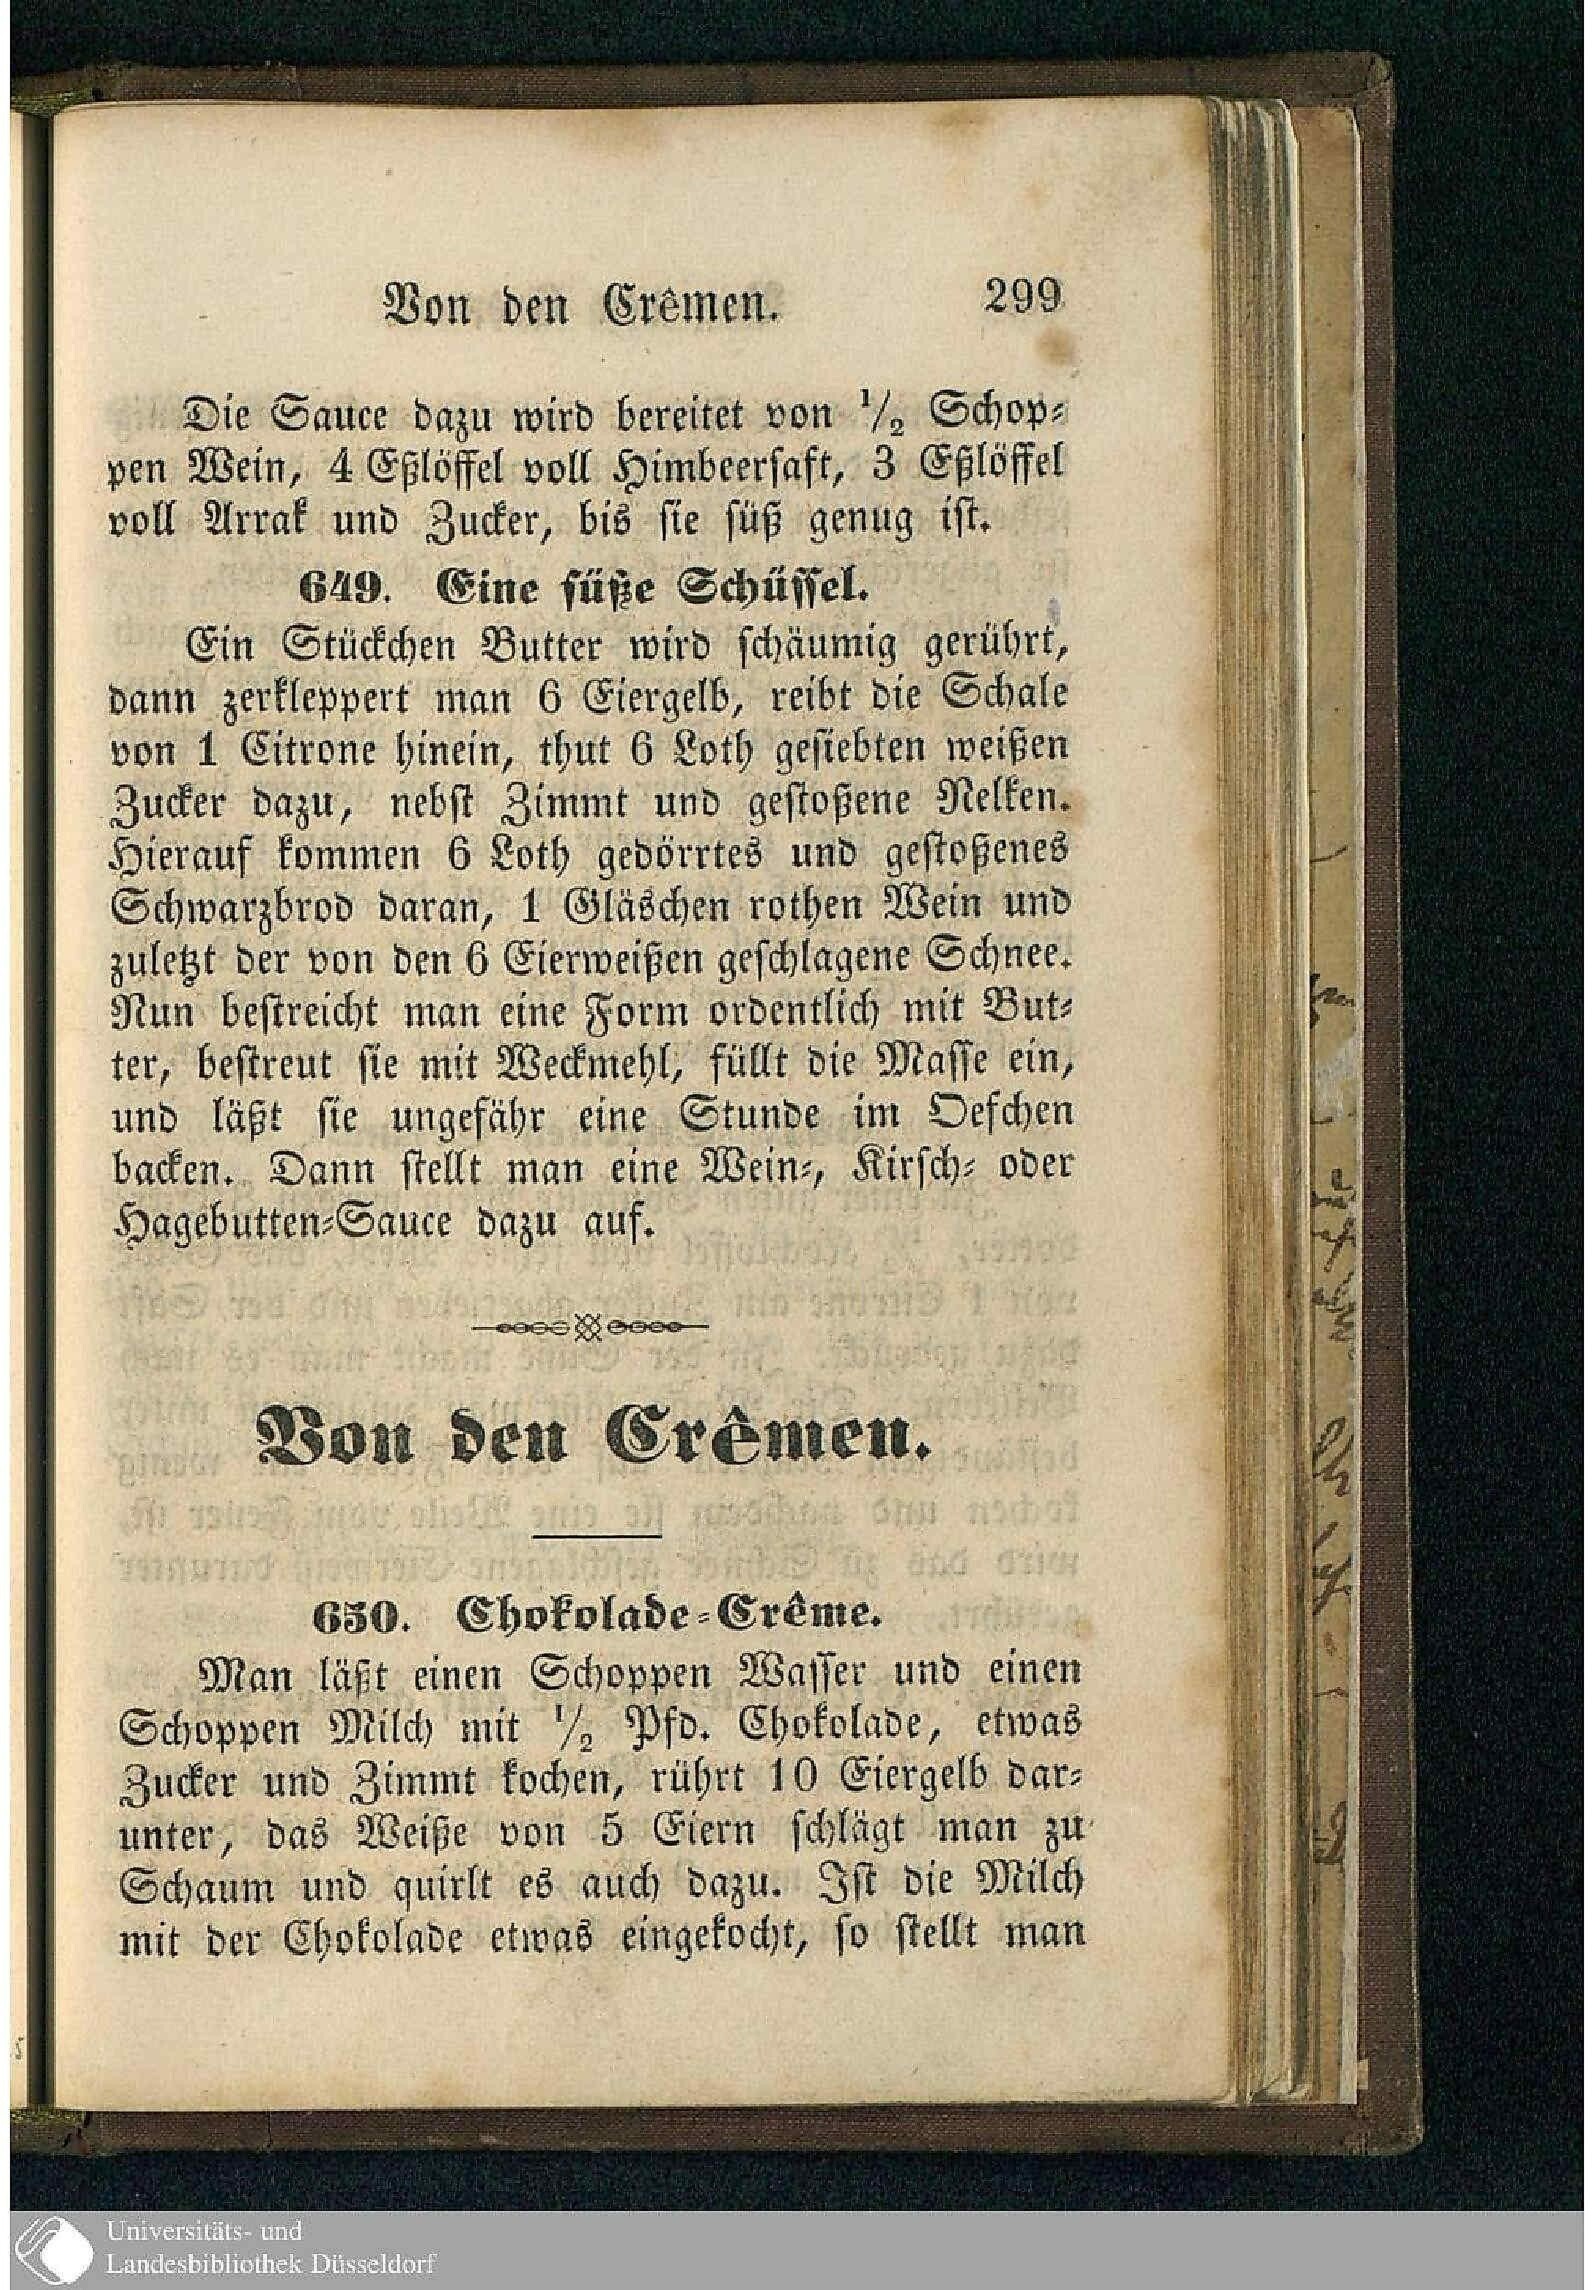 Von den Crêmen. 299
Die Sauce dazu wird bereitet von 1/2 Schop-
pen Wein, 4 Eßlöffel voll Himbeersaft, 3 Eßlöffel
voll Arrak und Zucker, bis sie süß genug ist.
649. Eine süße Schüssel.
Ein Stückchen Butter wird schäumig gerührt,
dann zerkleppert man 6 Eiergelb, reibt die Schale
von 1 Citrone hinein, thut 6 Loth gesiebten weißen
Zucker dazu, nebst Zimmt und gestoßene Nelken.
Hierauf kommen 6 Loth gedörrtes und gestoßenes
Schwarzbrod daran, 1 Gläschen rothen Wein und
zuletzt der von den 6 Eierweißen geschlagene Schnee.
Nun bestreicht man eine Form ordentlich mit But-
ter, bestreut sie mit Weckmehl, füllt die Masse ein,
und läßt sie ungefähr eine Stunde im Oefchen
backen. Dann stellt man eine Wein-, Kirsch- oder
Hagebutten-Sauce dazu auf.
Von den Crêmen.
650. Chokolade-Crême.
Man läßt einen Schoppen Wasser und einen
Schoppen Milch mit 1/2 Pfd. Chokolade, etwas
Zucker und Zimmt kochen, rührt 10 Eiergelb dar-
unter, das Weiße von 5 Eiern schlägt man zu
Schaum und quirlt es auch dazu. Ist die Milch
mit der Chokolade etwas eingekocht, so stellt man
Universitäts- und
Landesbibliothek Düsseldorf